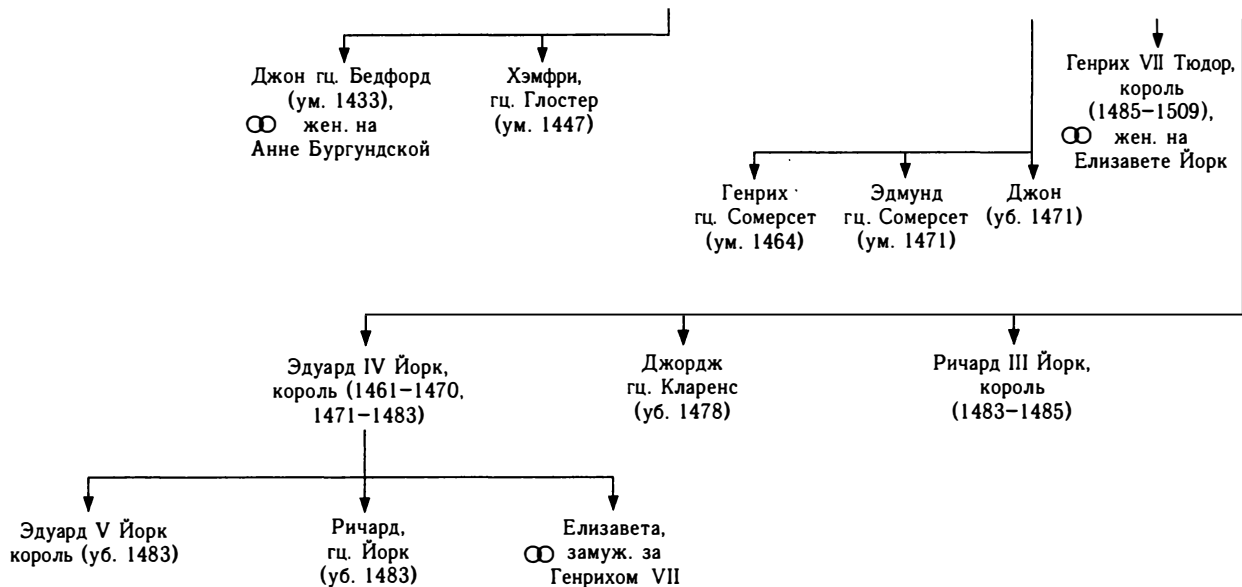 Джон гц. Бедфорд
(ум. 1433),
жен. на
Анне Бургундской
Хэмфри,
гц. Глостер
(ум. 1447)
Генрих VII Тюдор,
король
(1485–1509),
жен. на
Елизавете Йорк
Генрих
гц. Сомерсет
(ум. 1464)
Эдмунд
гц. Сомерсет
(ум. 1471)
Джон
(уб. 1471)
Эдуард IV Йорк,
король (1461–1470,
1471–1483)
Джордж
гц. Кларенс
(уб. 1478)
Ричард III Йорк,
король
(1483–1485)
Эдуард V Йорк
король (уб. 1483)
Ричард,
гц. Йорк
(уб. 1483)
Елизавета,
замуж. за
Генрихом VII